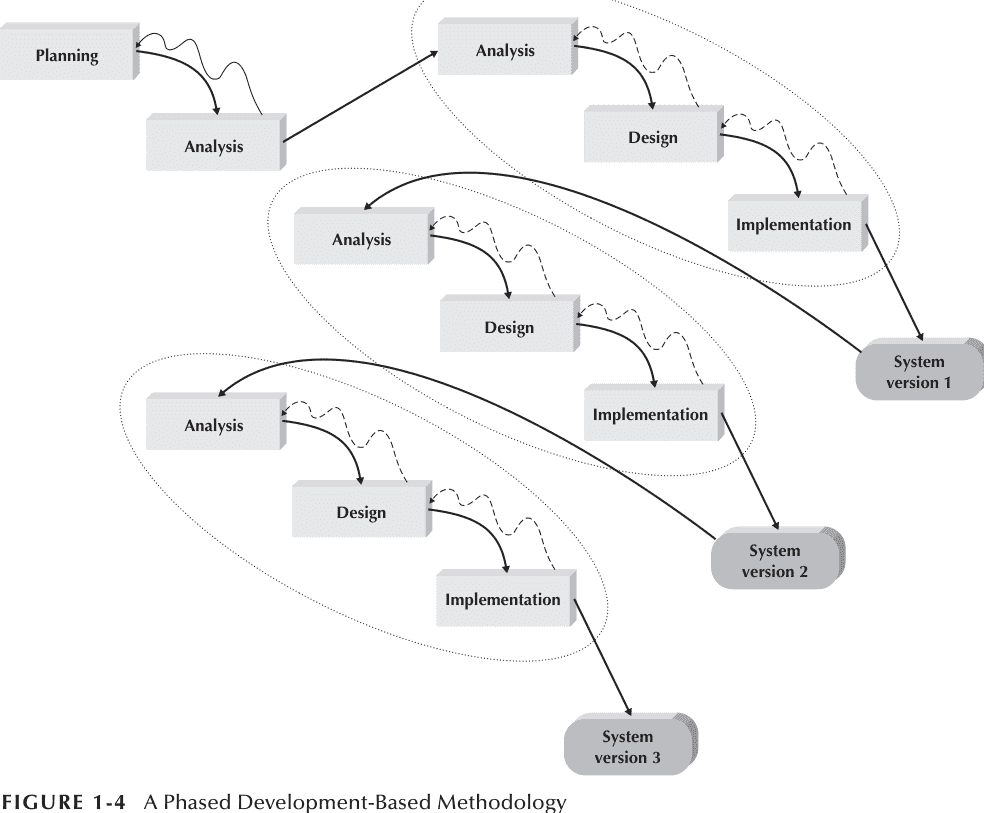 Planning
Analysis
Analysis
Design
Implementation
System
version 1
Analysis
Design
Implementation
System
version 2
Analysis
Design
Implementation
System
version 3
FIGURE 1-4 A Phased Development-Based Methodology